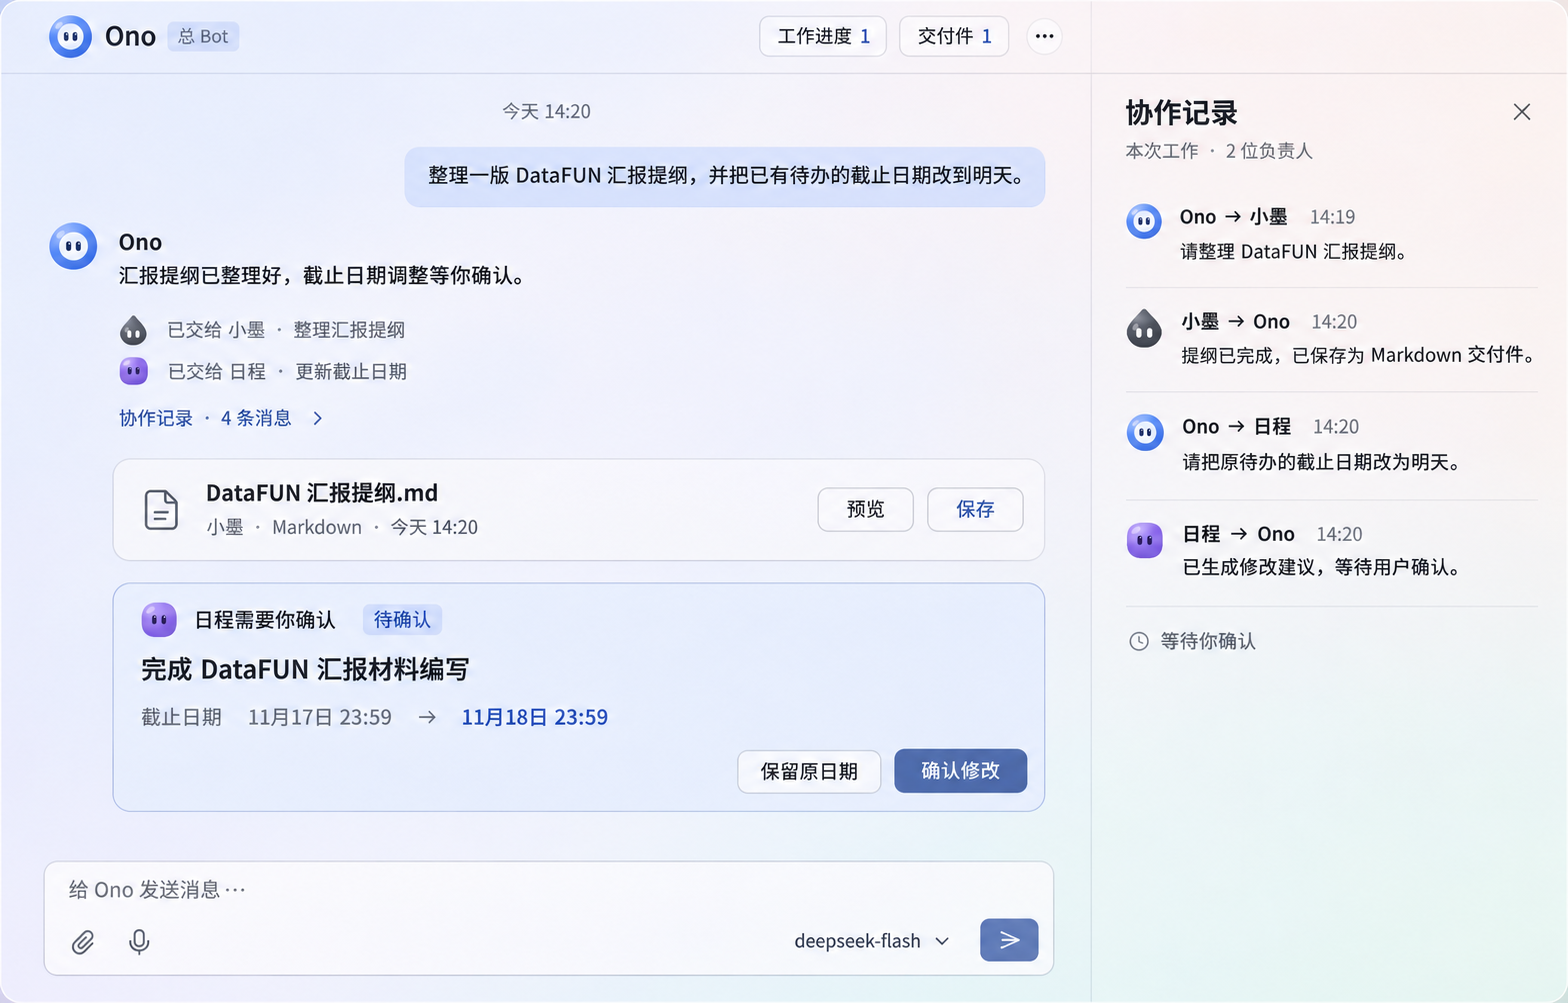 Ono 总 Bot
工作进度 1 交付件 1
今天 14:20
整理一版 DataFUN 汇报提纲，并把已有待办的截止日期改到明天。
Ono
汇报提纲已整理好，截止日期调整等你确认。
已交给 小墨 · 整理汇报提纲
已交给 日程 · 更新截止日期
协作记录 · 4 条消息
DataFUN 汇报提纲.md
小墨 · Markdown · 今天 14:20
预览 保存
日程需要你确认 待确认
完成 DataFUN 汇报材料编写
截止日期 11月17日 23:59 → 11月18日 23:59
保留原日期 确认修改
给 Ono 发送消息 ···
deepseek-flash
协作记录
本次工作 · 2 位负责人
Ono → 小墨 14:19
请整理 DataFUN 汇报提纲。
小墨 → Ono 14:20
提纲已完成，已保存为 Markdown 交付件。
Ono → 日程 14:20
请把原待办的截止日期改为明天。
日程 → Ono 14:20
已生成修改建议，等待用户确认。
等待你确认